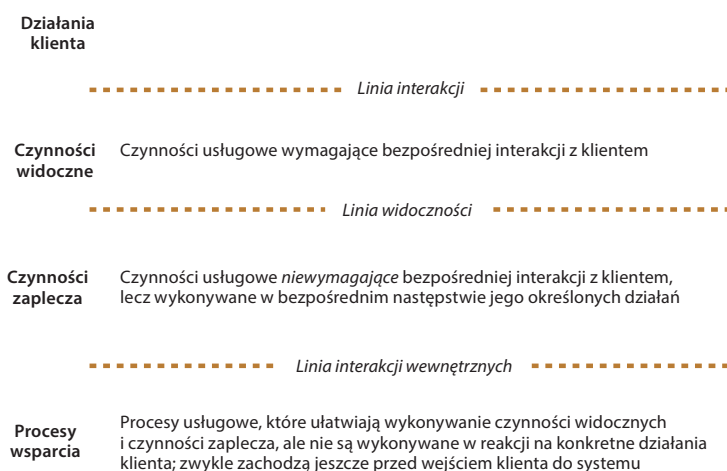 Działania
klienta
Linia interakcji
Czynności
widoczne
Czynności usługowe wymagające bezpośredniej interakcji z klientem
Linia widoczności
Czynności
zaplecza
Czynności usługowe niewymagające bezpośredniej interakcji z klientem,
lecz wykonywane w bezpośrednim następstwie jego określonych działań
Linia interakcji wewnętrznych
Procesy
wsparcia
Procesy usługowe, które ułatwiają wykonywanie czynności widocznych
i czynności zaplecza, ale nie są wykonywane w reakcji na konkretne działania
klienta; zwykle zachodzą jeszcze przed wejściem klienta do systemu